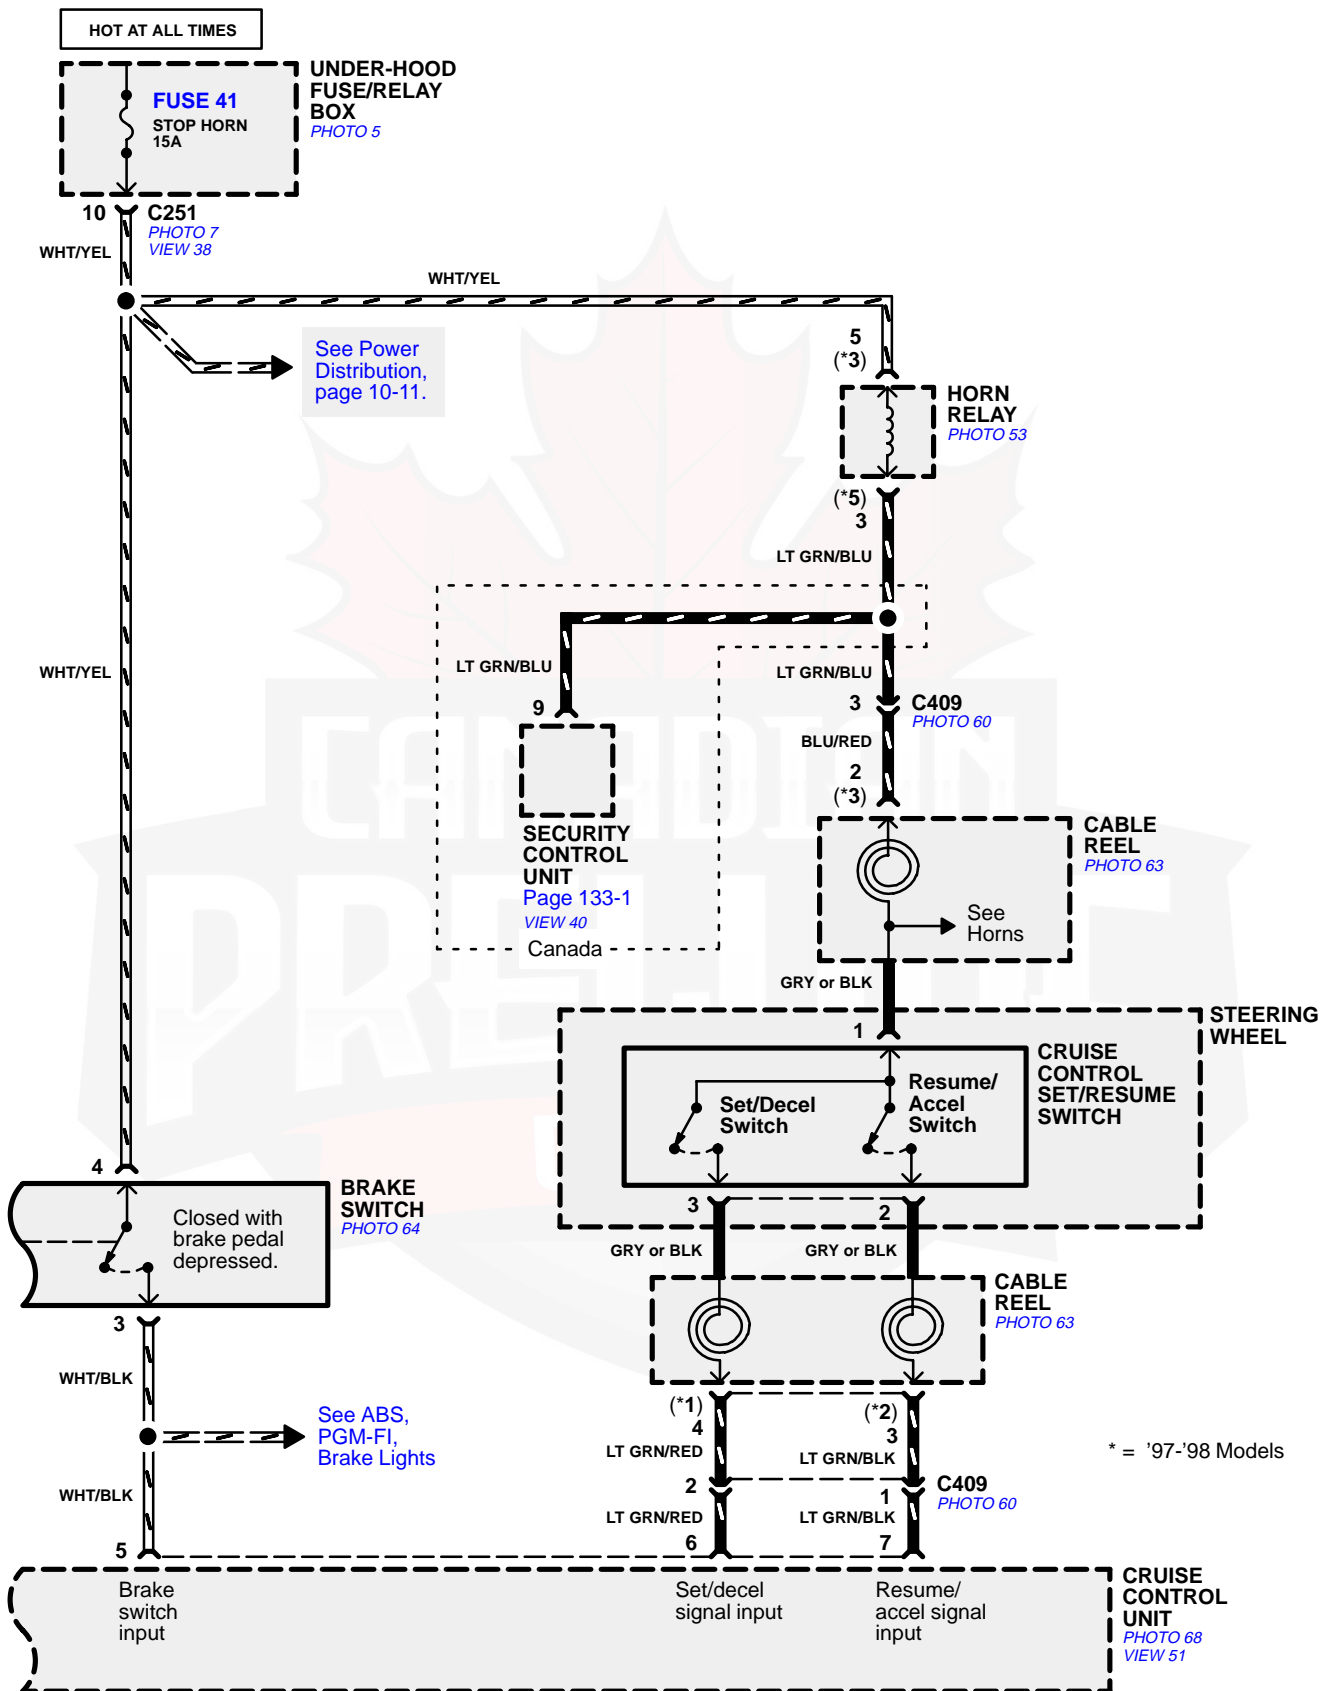 HOT AT ALL TIMES
UNDER-HOOD
FUSE/RELAY
BOX
PHOTO 5
FUSE 41
STOP HORN
15A
10
C251
PHOTO 7
VIEW 38
WHT/YEL
WHT/YEL
See Power
Distribution,
page 10-11.
5
(*3)
HORN
RELAY
PHOTO 53
(*5)
3
LT GRN/BLU
LT GRN/BLU
LT GRN/BLU
WHT/YEL
9
3
C409
PHOTO 60
BLU/RED
2
(*3)
SECURITY
CONTROL
UNIT
Page 133-1
VIEW 40
Canada
CABLE
REEL
PHOTO 63
See
Horns
GRY or BLK
STEERING
WHEEL
1
CRUISE
CONTROL
SET/RESUME
SWITCH
Set/Decel
Switch
Resume/
Accel
Switch
4
BRAKE
SWITCH
PHOTO 64
Closed with
brake pedal
depressed.
3
2
GRY or BLK
GRY or BLK
CABLE
REEL
PHOTO 63
3
WHT/BLK
See ABS,
PGM-FI,
Brake Lights
(*1)
4
(*2)
3
LT GRN/RED
LT GRN/BLK
* = '97-'98 Models
2
1
C409
PHOTO 60
WHT/BLK
LT GRN/RED
LT GRN/BLK
5
6
7
Brake
switch
input
Set/decel
signal input
Resume/
accel signal
input
CRUISE
CONTROL
UNIT
PHOTO 68
VIEW 51
CANADIAN
PRELUDE